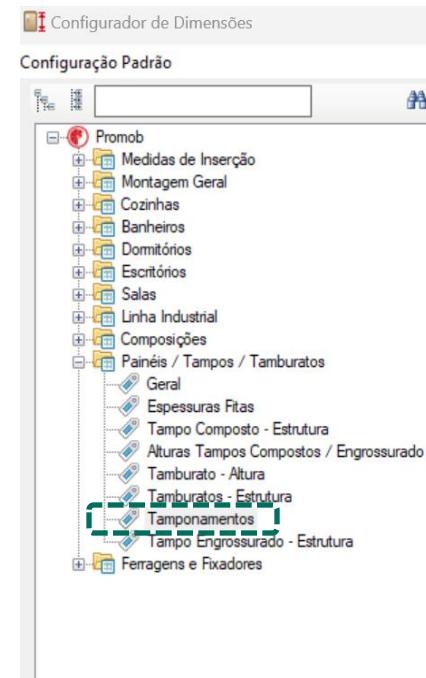 Configurador de Dimensões
Configuração Padrão
Promob
Medidas de Inserção
Montagem Geral
Cozinhas
Banheiros
Dormitórios
Escritórios
Salas
Linha Industrial
Composições
Painéis / Tampos / Tamburatos
Geral
Espessuras Fitas
Tampo Composto - Estrutura
Alturas Tampos Compostos / Engrossurado
Tamburato - Altura
Tamburatos - Estrutura
Tamponamentos
Tampo Engrossurado - Estrutura
Ferragens e Fixadores